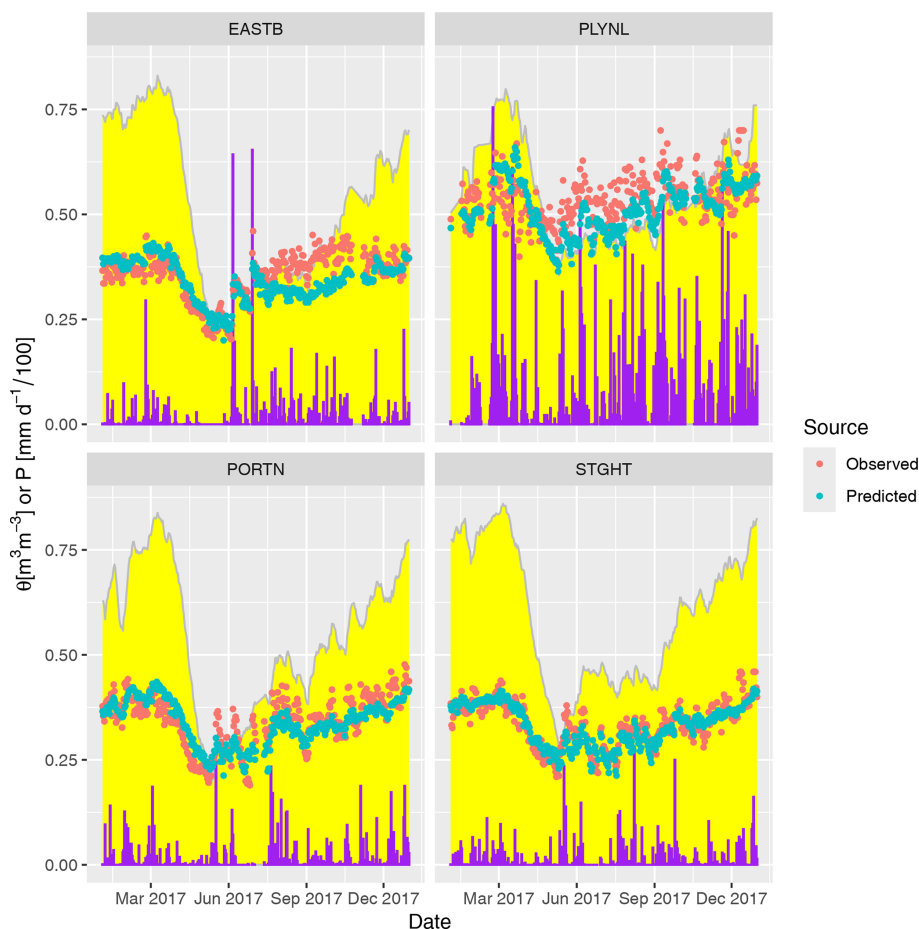 EASTB
PLYNL
0.75
0.50
0.25
0.00
PORTN
STGHT
0.75
0.50
0.25
0.00
Mar 2017 Jun 2017 Sep 2017 Dec 2017
Mar 2017 Jun 2017 Sep 2017 Dec 2017
Date
θ[m³m⁻³] or P [mm d⁻¹/100]
Source
Observed
Predicted